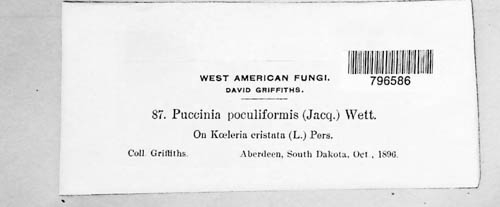 WEST AMERICAN FUNGI.
DAVID GRIFFITHS.
796586
87. Puccinia poculiformis (Jacq.) Wett.
On Kœleria cristata (L.) Pers.
Coll. Griffiths. Aberdeen, South Dakota, Oct , 1896.